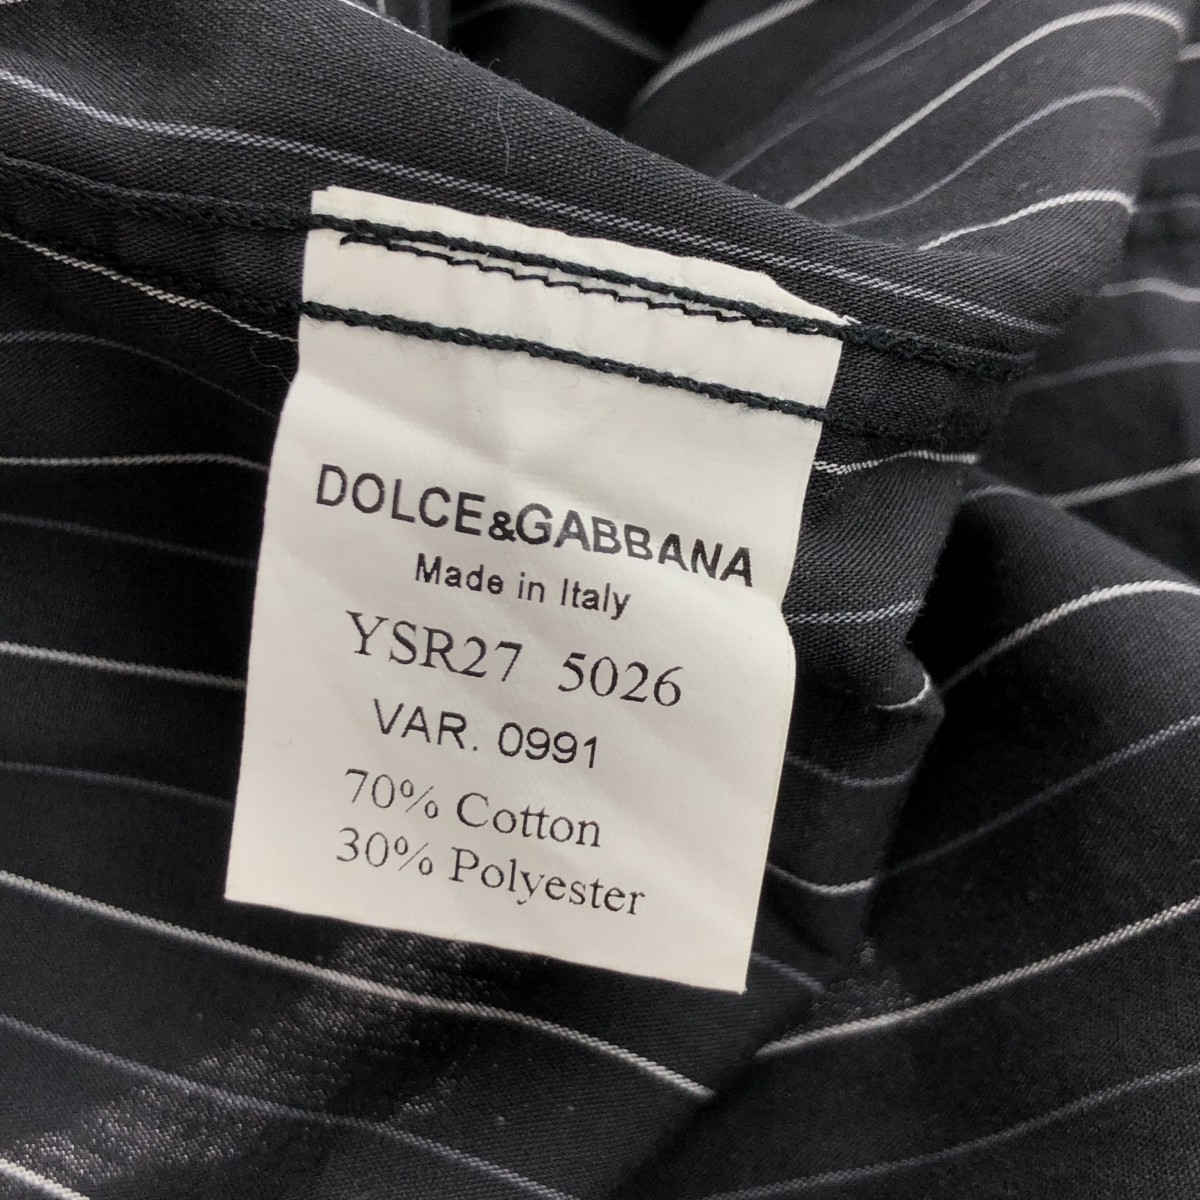 DOLCE&GABBANA
Made in Italy
YSR27 5026
VAR. 0991
70% Cotton
30% Polyester